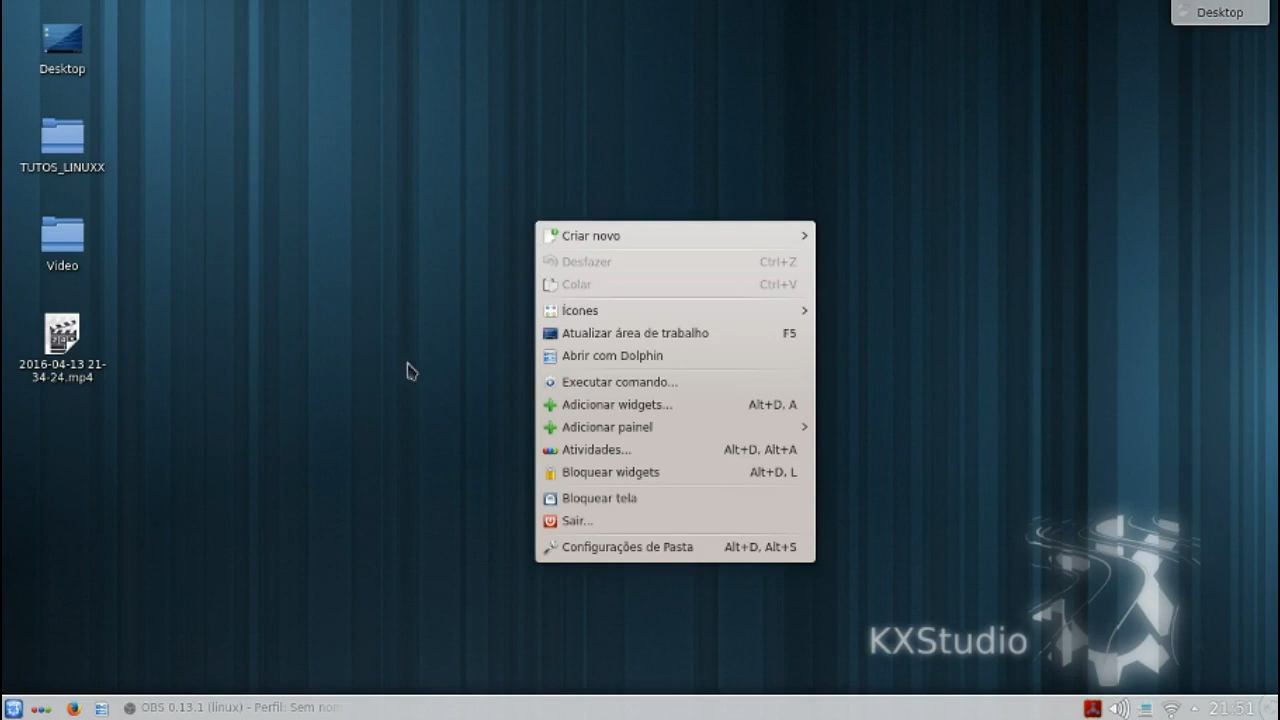 Desktop
Desktop
TUTOS_LINUXX
Video
2016-04-13 21-
34-24.mp4
Criar novo
Desfazer Ctrl+Z
Colar Ctrl+V
Ícones
Atualizar área de trabalho F5
Abrir com Dolphin
Executar comando...
Adicionar widgets... Alt+D, A
Adicionar painel
Atividades... Alt+D, Alt+A
Bloquear widgets Alt+D, L
Bloquear tela
Sair...
Configurações de Pasta Alt+D, Alt+S
KXStudio
OBS 0.13.1 (linux) - Perfil: Sem nom
21:51